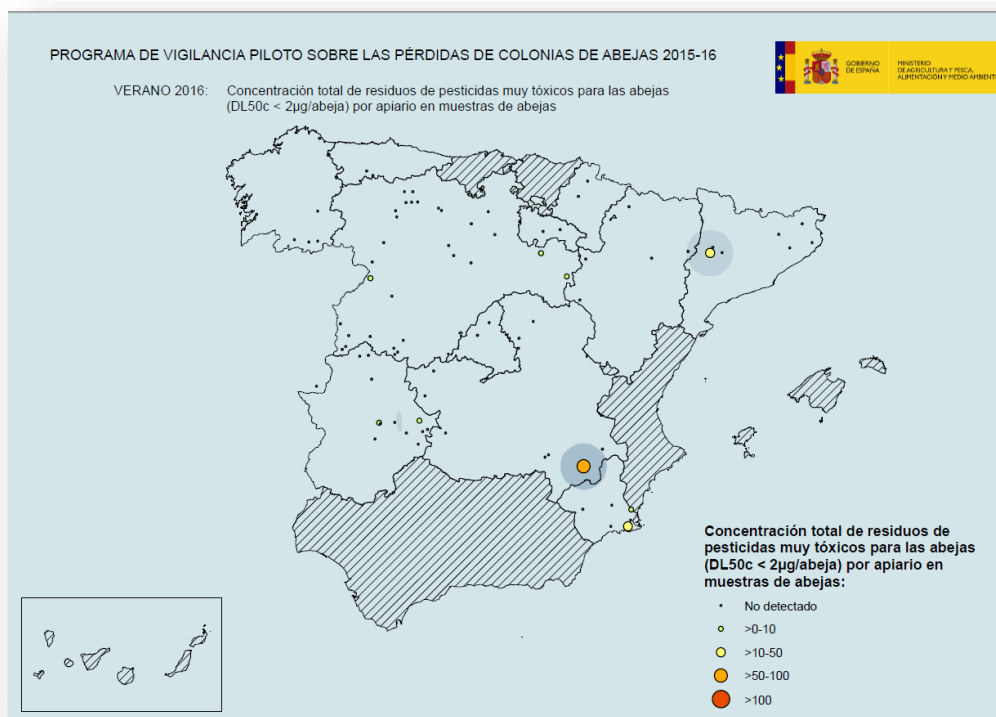 PROGRAMA DE VIGILANCIA PILOTO SOBRE LAS PÉRDIDAS DE COLONIAS DE ABEJAS 2015-16
GOBIERNO
DE ESPAÑA
MINISTERIO
DE AGRICULTURA Y PESCA,
ALIMENTACIÓN Y MEDIO AMBIENTE
VERANO 2016: Concentración total de residuos de pesticidas muy tóxicos para las abejas
(DL50c < 2µg/abeja) por apiario en muestras de abejas
Concentración total de residuos de
pesticidas muy tóxicos para las abejas
(DL50c < 2µg/abeja) por apiario en
muestras de abejas:
No detectado
>0-10
>10-50
>50-100
>100